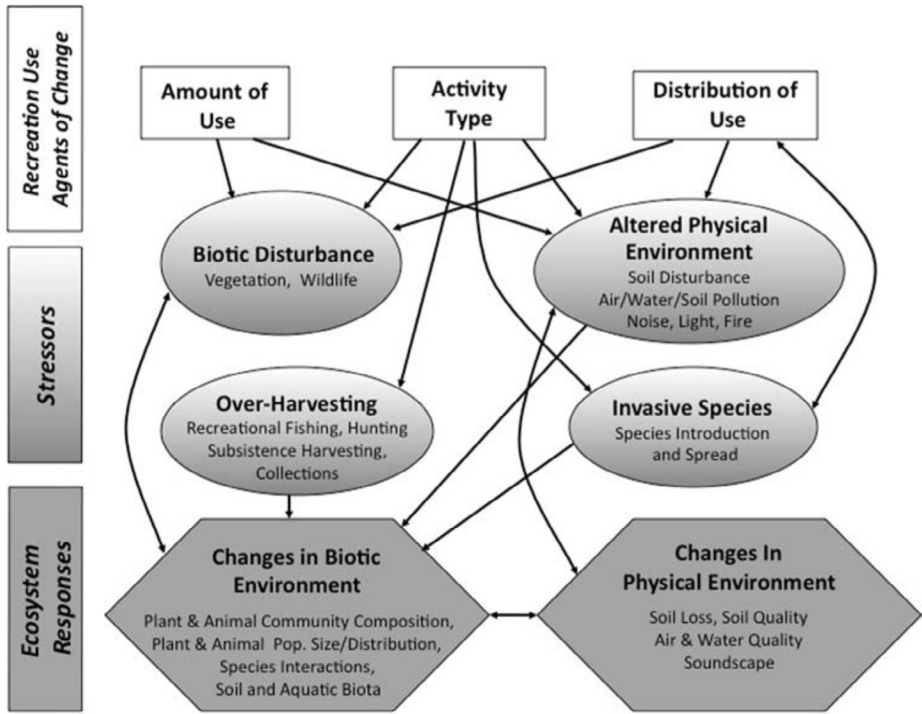 Recreation Use
Agents of Change
Amount of
Use
Activity
Type
Distribution of
Use
Stressors
Biotic Disturbance
Vegetation, Wildlife
Altered Physical
Environment
Soil Disturbance
Air/Water/Soil Pollution
Noise, Light, Fire
Over-Harvesting
Recreational Fishing, Hunting
Subsistence Harvesting,
Collections
Invasive Species
Species Introduction
and Spread
Ecosystem
Responses
Changes in Biotic
Environment
Plant & Animal Community Composition,
Plant & Animal Pop. Size/Distribution,
Species Interactions,
Soil and Aquatic Biota
Changes In
Physical Environment
Soil Loss, Soil Quality
Air & Water Quality
Soundscape